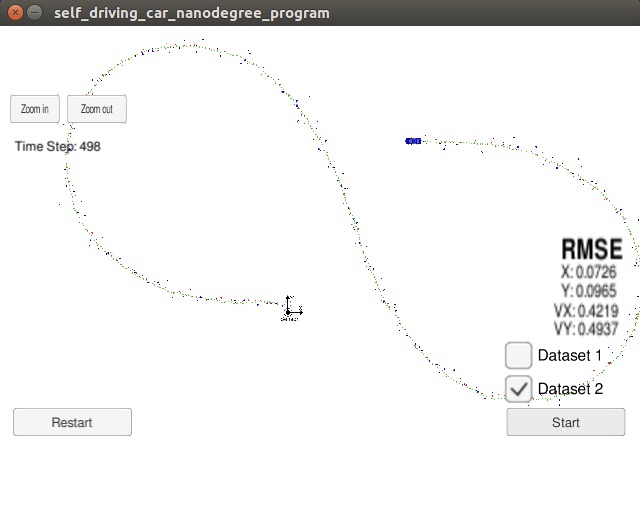 self_driving_car_nanodegree_program
Zoom in
Zoom out
Time Step: 498
RMSE
X: 0.0726
Y: 0.0965
VX: 0.4219
VY: 0.4937
Dataset 1
Dataset 2
Restart
Start